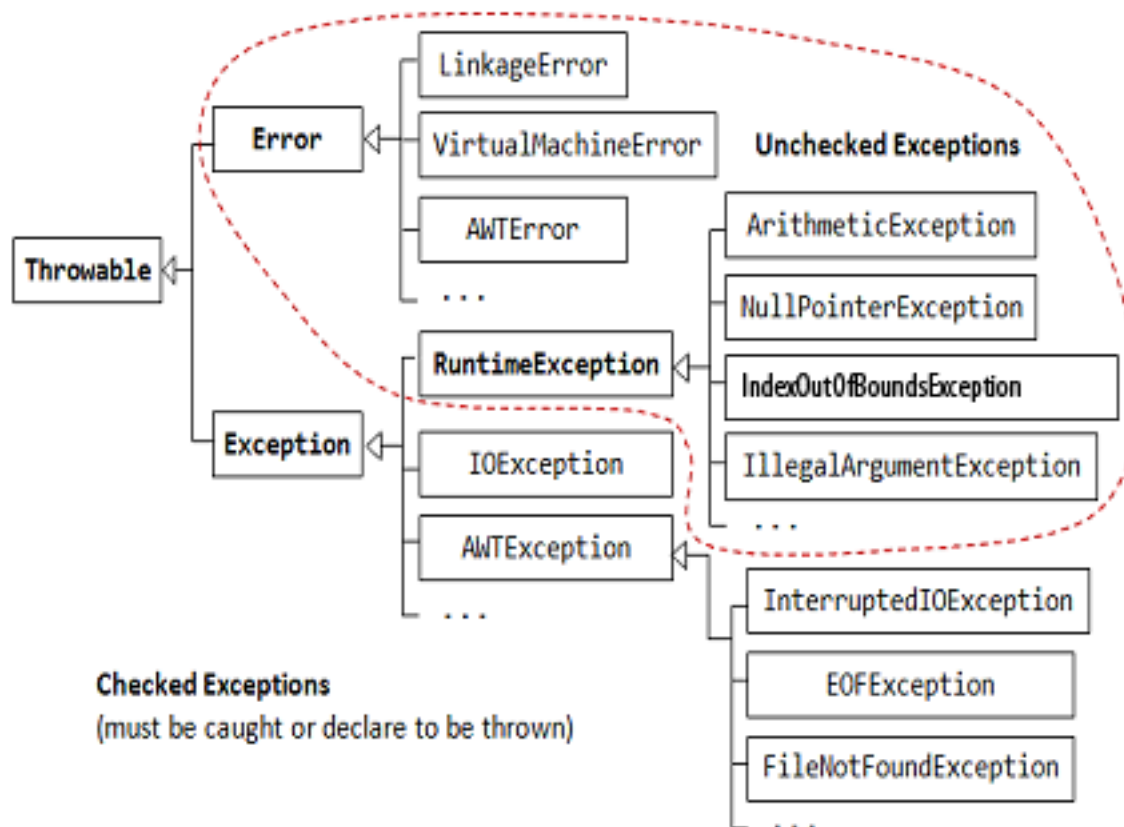 LinkageError
Error
VirtualMachineError
Unchecked Exceptions
AWTError
ArithmeticException
Throwable
...
NullPointerException
RuntimeException
IndexOutOfBoundsException
Exception
IOException
IllegalArgumentException
...
AWTException
...
InterruptedIOException
Checked Exceptions
(must be caught or declare to be thrown)
EOFException
FileNotFoundException
...